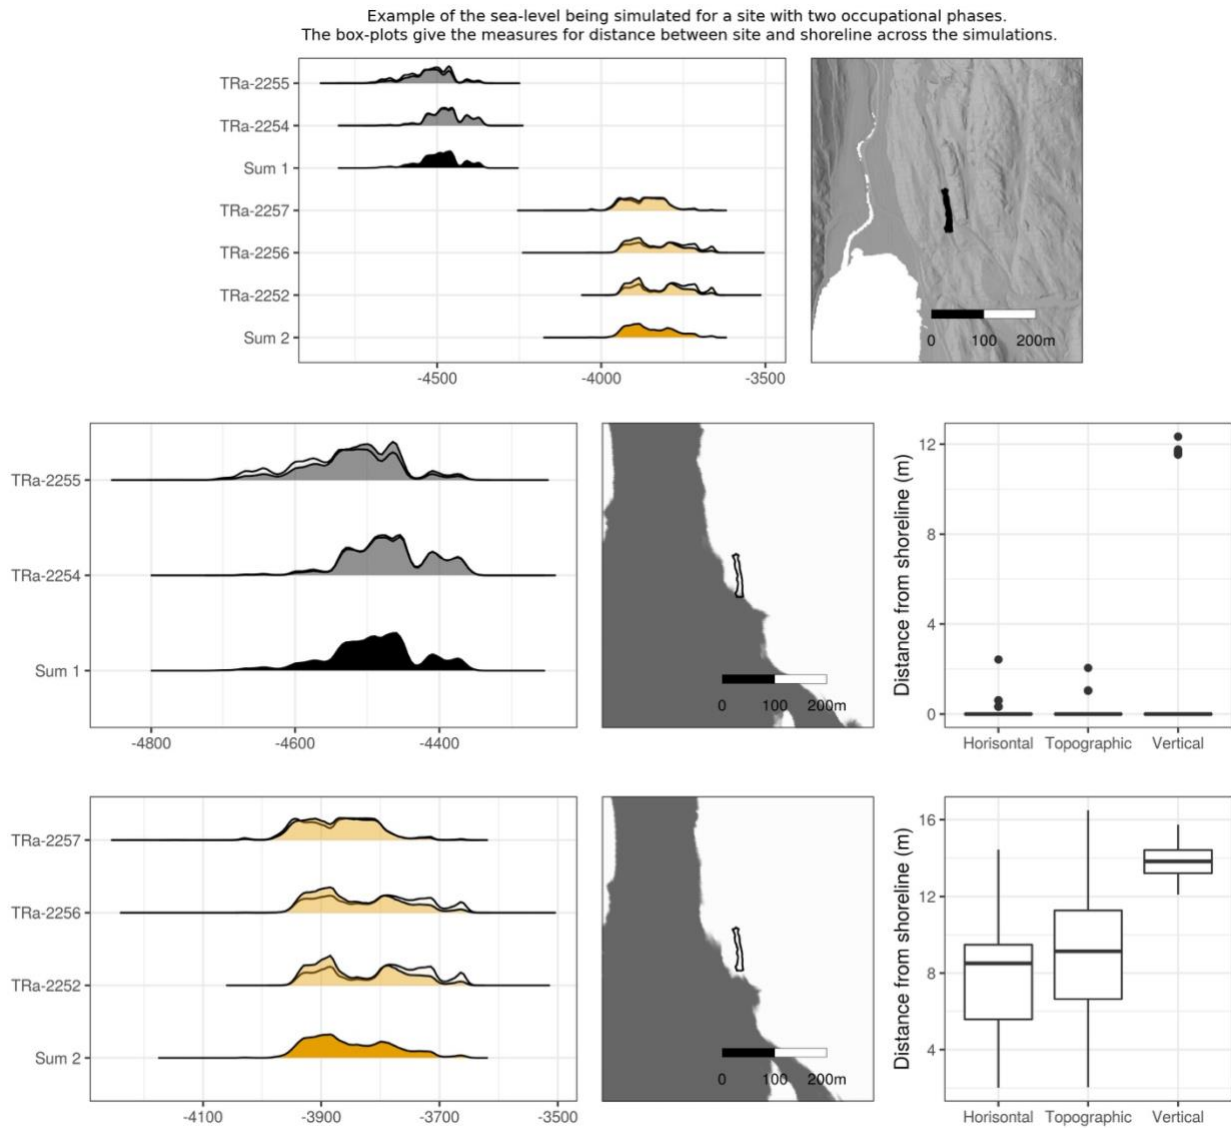 Example of the sea-level being simulated for a site with two occupational phases.
The box-plots give the measures for distance between site and shoreline across the simulations.
TRa-2255
TRa-2254
Sum 1
TRa-2257
TRa-2256
TRa-2252
Sum 2
-4500
-4000
-3500
0
100
200m
TRa-2255
TRa-2254
Sum 1
-4800
-4600
-4400
0
100
200m
Distance from shoreline (m)
12
8
4
0
Horisontal
Topographic
Vertical
TRa-2257
TRa-2256
TRa-2252
Sum 2
-4100
-3900
-3700
-3500
0
100
200m
Distance from shoreline (m)
16
12
8
4
Horisontal
Topographic
Vertical